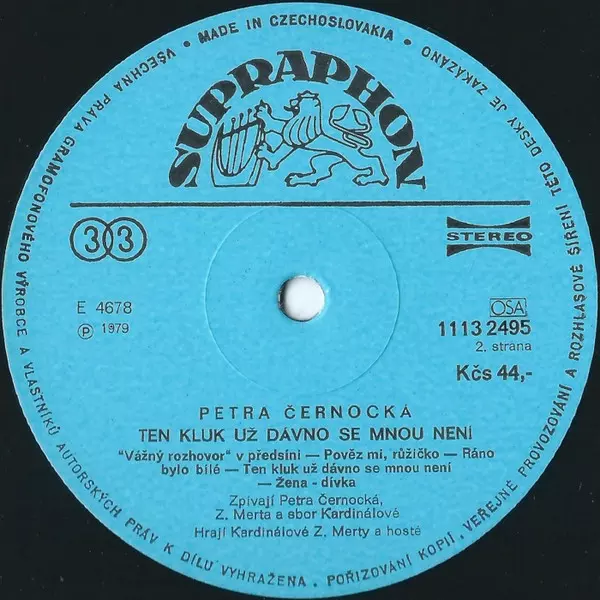 • MADE IN CZECHOSLOVAKIA •
VŠECHNA PRÁVA GRAMOFONOVÉHO VÝROBCE A VLASTNÍKŮ AUTORSKÝCH PRÁV K DÍLU VYHRAŽENA. POŘIZOVÁNÍ KOPIÍ, VEŘEJNÉ PROVOZOVÁNÍ A ROZHLASOVÉ ŠÍŘENÍ TÉTO DESKY JE ZAKÁZÁNO
SUPRAPHON
33
STEREO
E 4678
℗ 1979
OSA
1113 2495
2. strana
Kčs 44,-
PETRA ČERNOCKÁ
TEN KLUK UŽ DÁVNO SE MNOU NENÍ
"Vážný rozhovor" v předsíni — Pověz mi, růžičko — Ráno
bylo bílé — Ten kluk už dávno se mnou není
— Žena - dívka
Zpívají Petra Černocká,
Z. Merta a sbor Kardinálové
Hrají Kardinálové Z. Merty a hosté